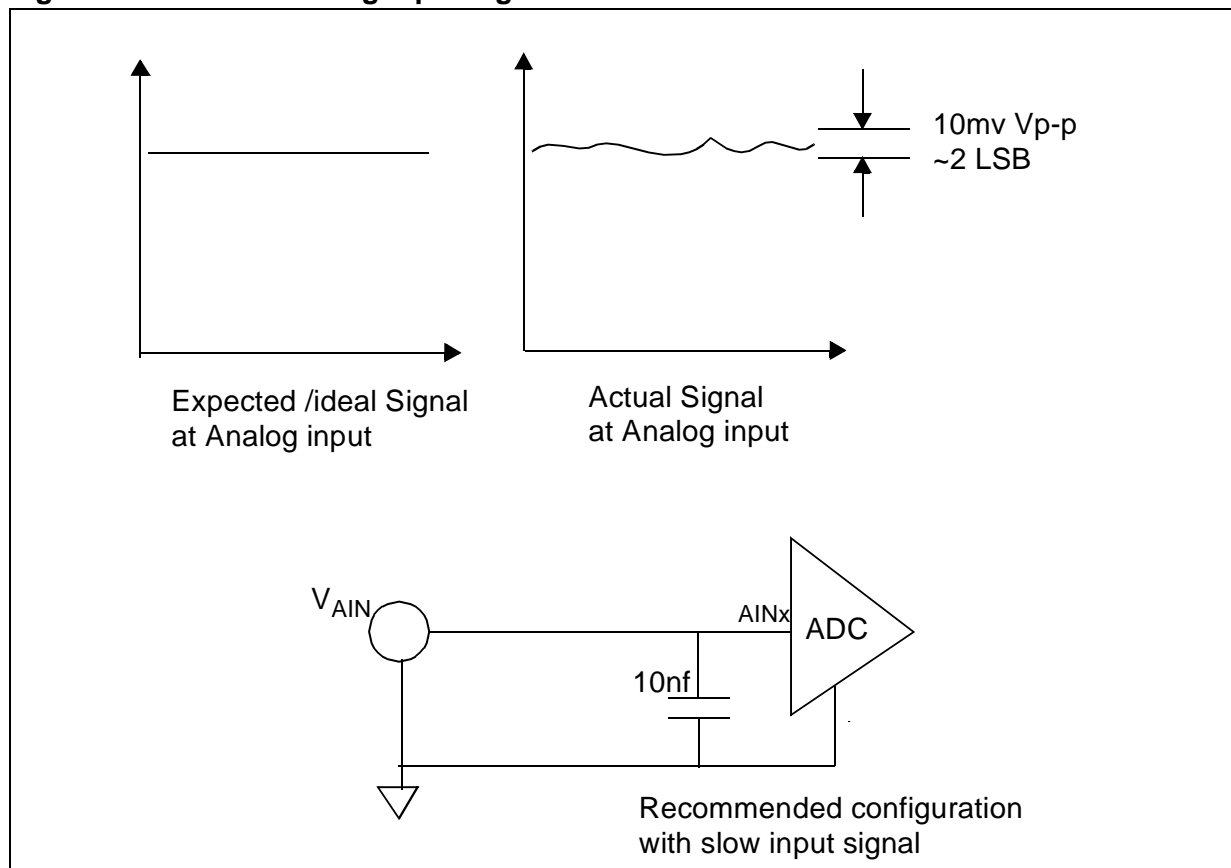 10mv Vp-p
~2 LSB
Expected /ideal Signal
at Analog input
Actual Signal
at Analog input
VAIN
AINx
ADC
10nf
Recommended configuration
with slow input signal